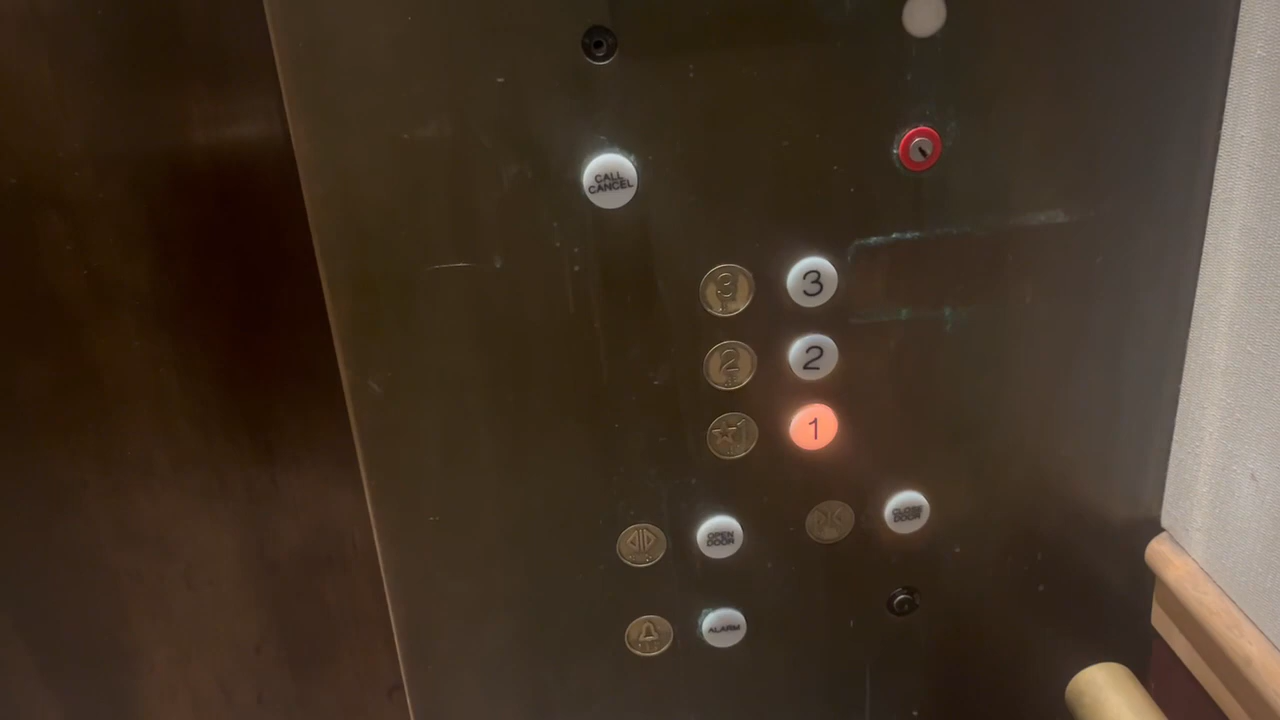 CALL
CANCEL
3 3
2 2
★1 1
OPEN
DOOR
CLOSE
DOOR
ALARM